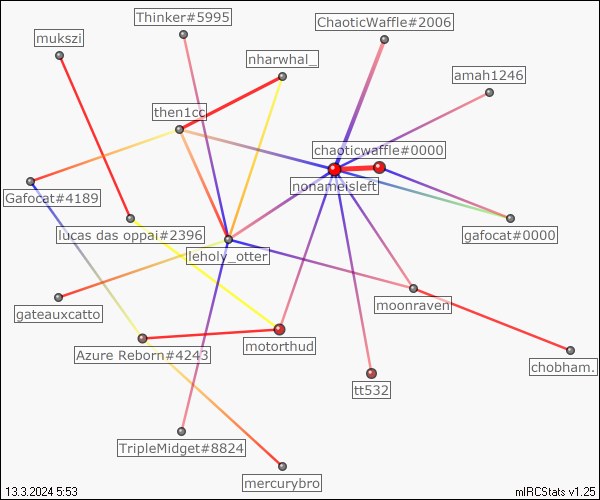 Thinker#5995
ChaoticWaffle#2006
mukszi
nharwhal_
amah1246
then1cc
chaoticwaffle#0000
nonameisleft
Gafocat#4189
lucas das oppai#2396
gafocat#0000
leholy_otter
moonraven
gateauxcatto
motorthud
Azure Reborn#4243
chobham.
tt532
TripleMidget#8824
mercurybro
13.3.2024 5:53
mIRCStats v1.25